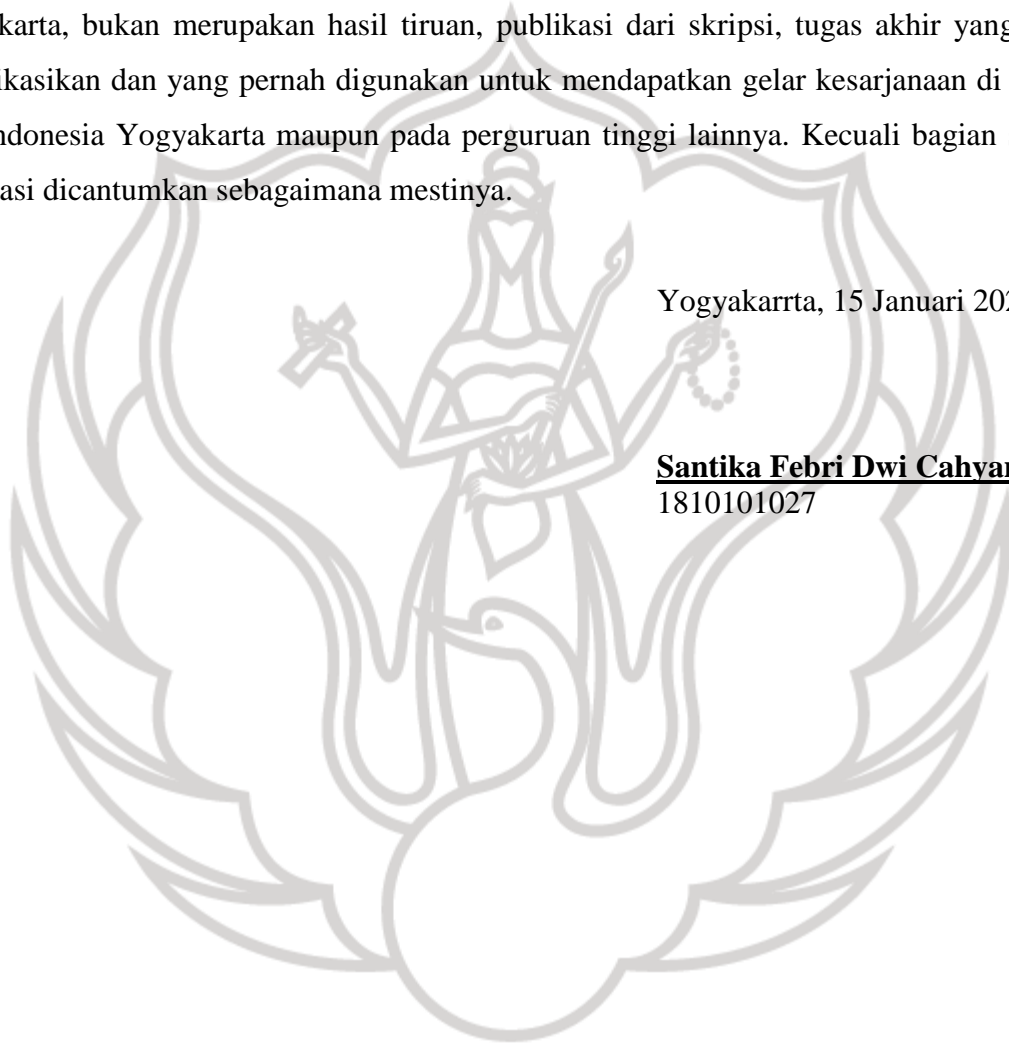 karta, bukan merupakan hasil tiruan, publikasi dari skripsi, tugas akhir yang
ikasikan dan yang pernah digunakan untuk mendapatkan gelar kesarjanaan di
ndonesia Yogyakarta maupun pada perguruan tinggi lainnya. Kecuali bagian
asi dicantumkan sebagaimana mestinya.
Yogyakarrta, 15 Januari 202
Santika Febri Dwi Cahyan
1810101027